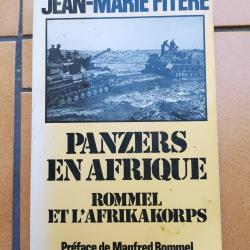 JEAN-MARIE FITÈRE
PANZERS
EN AFRIQUE
ROMMEL
ET L'AFRIKAKORPS
Préface de Manfred Rommel